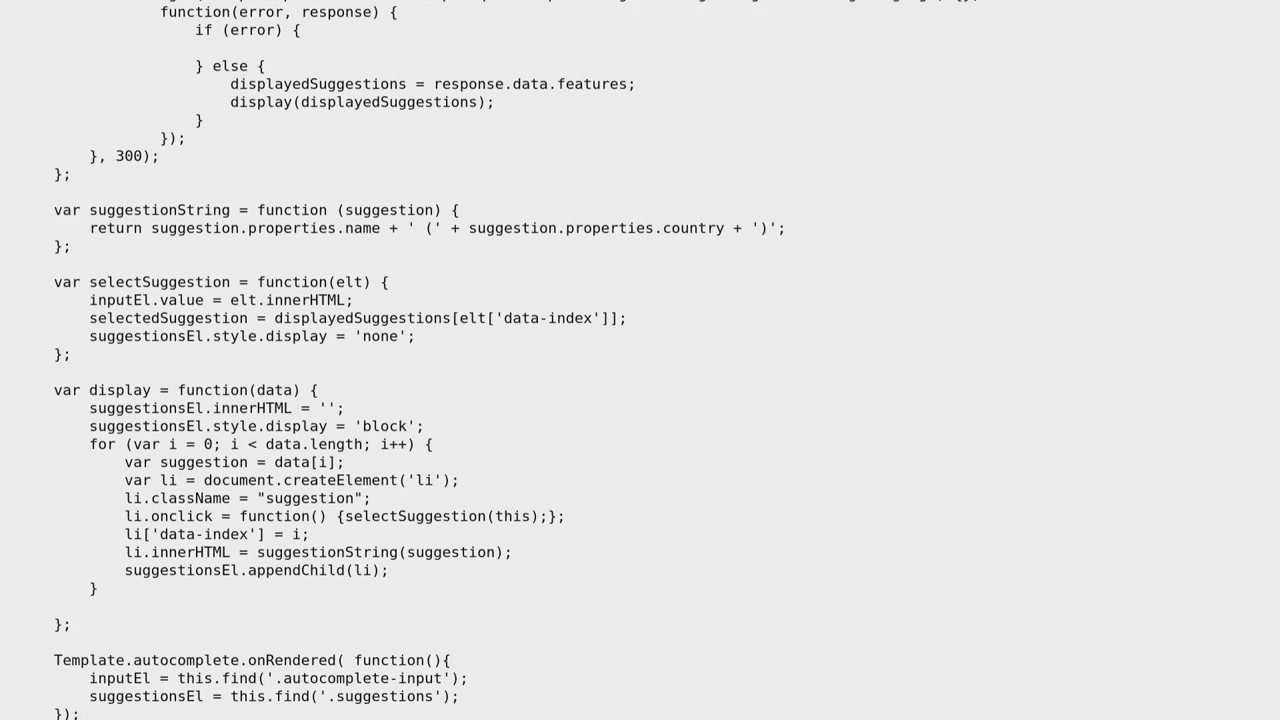 function(error, response) {
if (error) {
} else {
displayedSuggestions = response.data.features;
display(displayedSuggestions);
}
});
}, 300);
};
var suggestionString = function (suggestion) {
return suggestion.properties.name + ' (' + suggestion.properties.country + ')';
};
var selectSuggestion = function(elt) {
inputEl.value = elt.innerHTML;
selectedSuggestion = displayedSuggestions[elt['data-index']];
suggestionsEl.style.display = 'none';
};
var display = function(data) {
suggestionsEl.innerHTML = '';
suggestionsEl.style.display = 'block';
for (var i = 0; i < data.length; i++) {
var suggestion = data[i];
var li = document.createElement('li');
li.className = "suggestion";
li.onclick = function() {selectSuggestion(this);};
li['data-index'] = i;
li.innerHTML = suggestionString(suggestion);
suggestionsEl.appendChild(li);
}
};
Template.autocomplete.onRendered( function(){
inputEl = this.find('.autocomplete-input');
suggestionsEl = this.find('.suggestions');
});